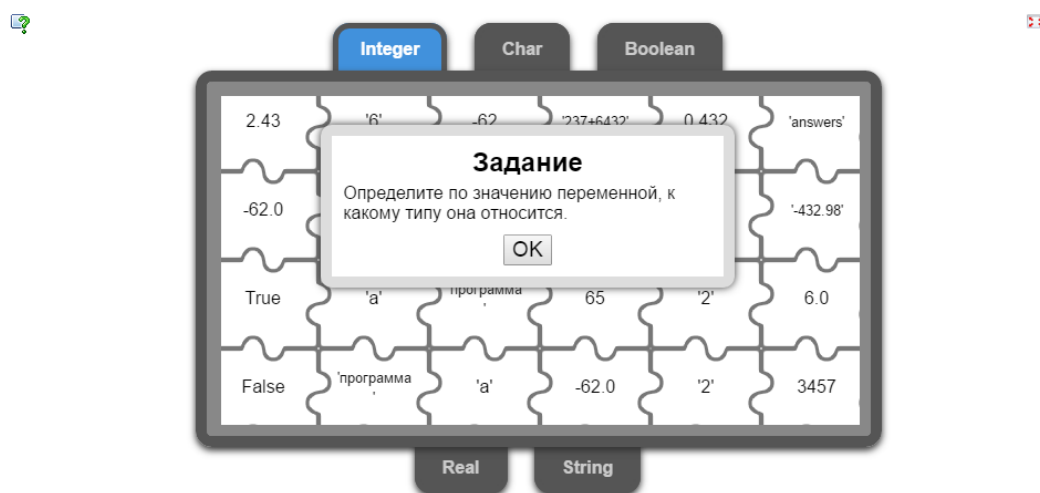 Integer Char Boolean
2.43 '6' -62 '237+6432' 0.432 'answers'
Задание
Определите по значению переменной, к
какому типу она относится.
OK
-62.0 '-432.98'
True 'a' программа 65 '2' 6.0
'
False 'программа 'a' -62.0 '2' 3457
'
Real String